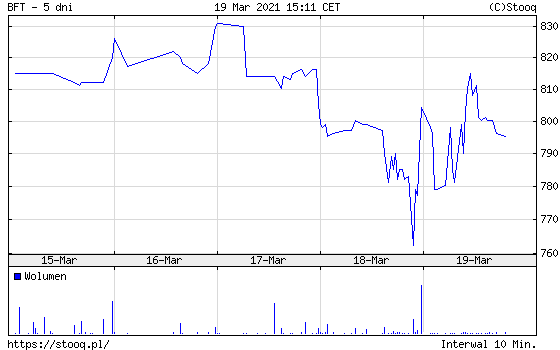 BFT - 5 dni 19 Mar 2021 15:11 CET (C)Stooq
830
820
810
800
790
780
770
760
15-Mar 16-Mar 17-Mar 18-Mar 19-Mar
Wolumen
https://stooq.pl/ Interwal 10 Min.